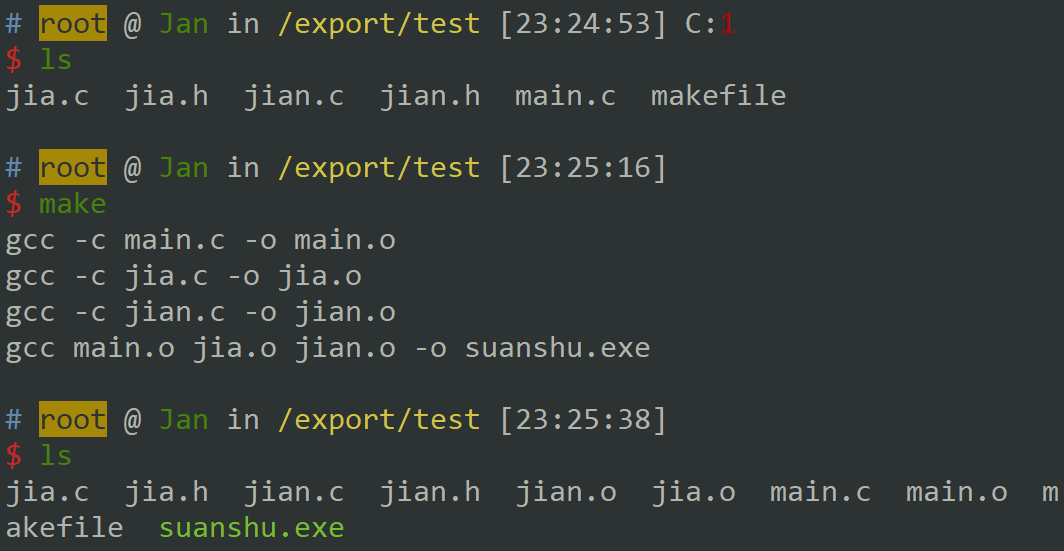 # root @ Jan in /export/test [23:24:53] C:1
$ ls
jia.c  jia.h  jian.c  jian.h  main.c  makefile
# root @ Jan in /export/test [23:25:16]
$ make
gcc -c main.c -o main.o
gcc -c jia.c -o jia.o
gcc -c jian.c -o jian.o
gcc main.o jia.o jian.o -o suanshu.exe
# root @ Jan in /export/test [23:25:38]
$ ls
jia.c  jia.h  jian.c  jian.h  jian.o  jia.o  main.c  main.o  m
akefile  suanshu.exe